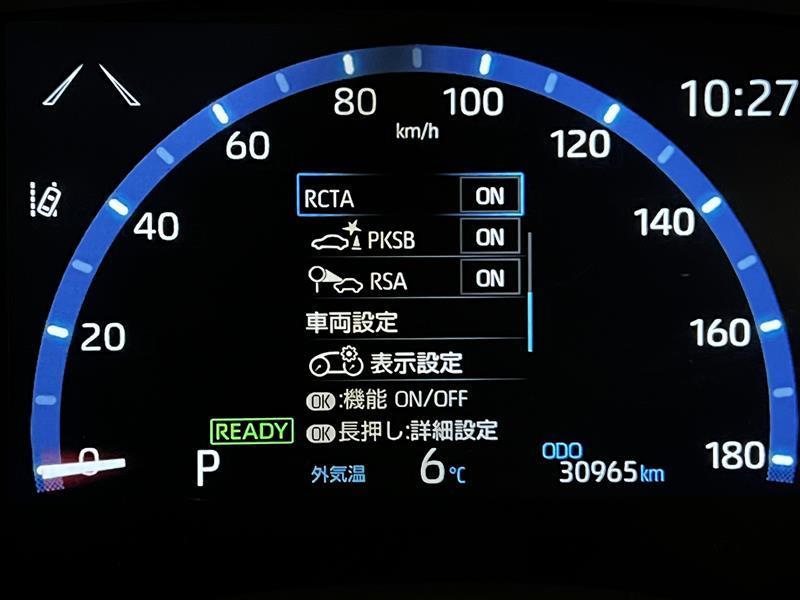 10:27
80 100
km/h
60 120
RCTA ON
40 140
PKSB ON
RSA ON
車両設定
20 160
表示設定
OK:機能 ON/OFF
READY
OK長押し:詳細設定
0 180
P
外気温 6℃
ODO
30965km